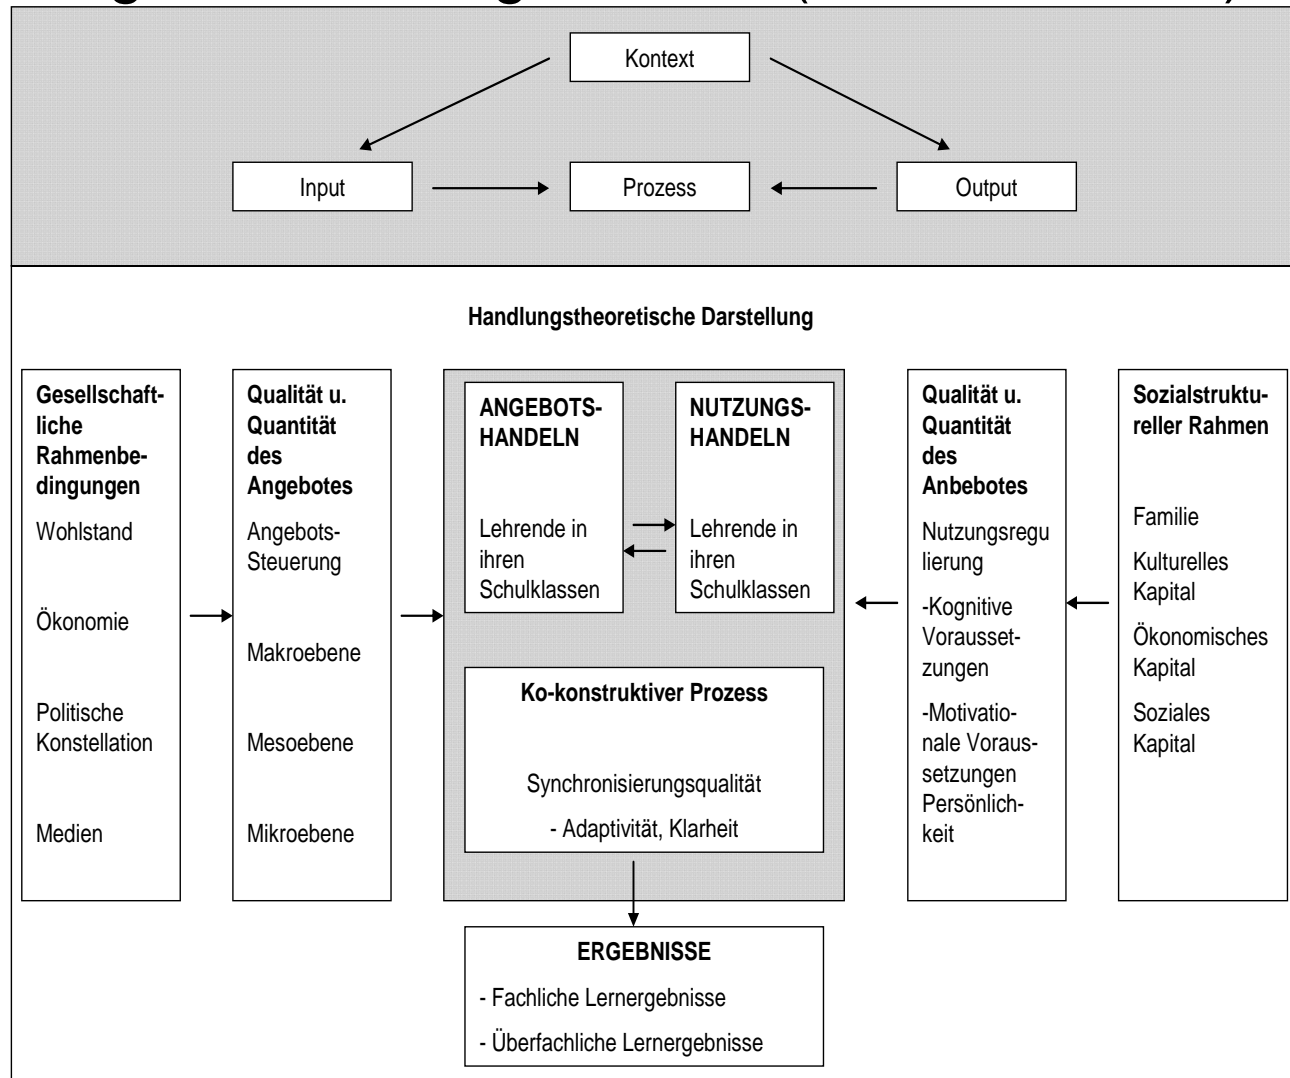 Kontext
Input
Prozess
Output
Handlungstheoretische Darstellung
Gesellschaft-
liche
Rahmenbe-
dingungen
Wohlstand
Ökonomie
Politische
Konstellation
Medien
Qualität u.
Quantität
des
Angebotes
Angebots-
Steuerung
Makroebene
Mesoebene
Mikroebene
ANGEBOTS-
HANDELN
Lehrende in
ihren
Schulklassen
NUTZUNGS-
HANDELN
Lehrende in
ihren
Schulklassen
Ko-konstruktiver Prozess
Synchronisierungsqualität
- Adaptivität, Klarheit
ERGEBNISSE
- Fachliche Lernergebnisse
- Überfachliche Lernergebnisse
Qualität u.
Quantität
des
Anbebotes
Nutzungsregu
lierung
-Kognitive
Vorausset-
zungen
-Motivatio-
nale Voraus-
setzungen
Persönlich-
keit
Sozialstruktu-
reller Rahmen
Familie
Kulturelles
Kapital
Ökonomisches
Kapital
Soziales
Kapital